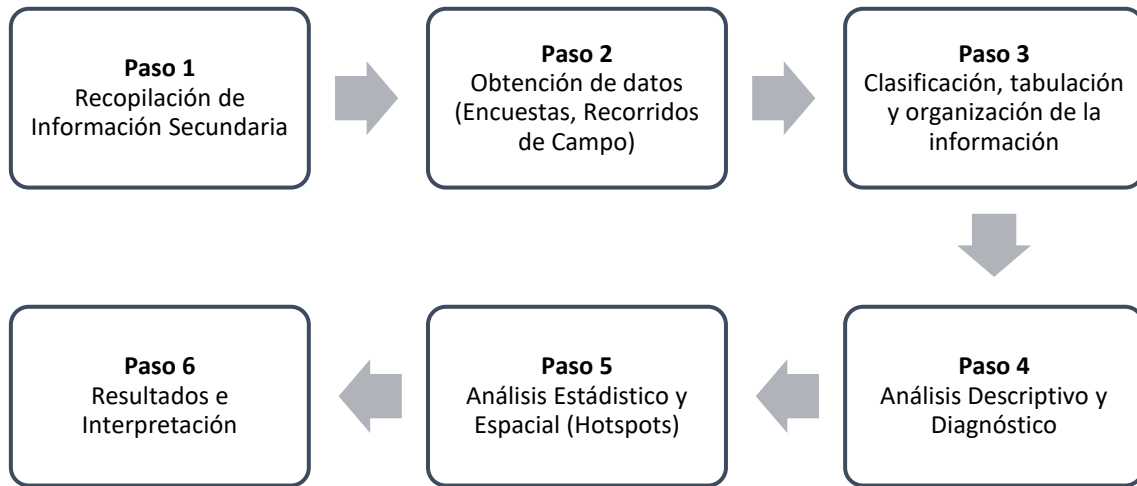 Paso 1
Recopilación de
Información Secundaria
Paso 2
Obtención de datos
(Encuestas, Recorridos
de Campo)
Paso 3
Clasificación, tabulación
y organización de la
información
Paso 4
Análisis Descriptivo y
Diagnóstico
Paso 5
Análisis Estádistico y
Espacial (Hotspots)
Paso 6
Resultados e
Interpretación